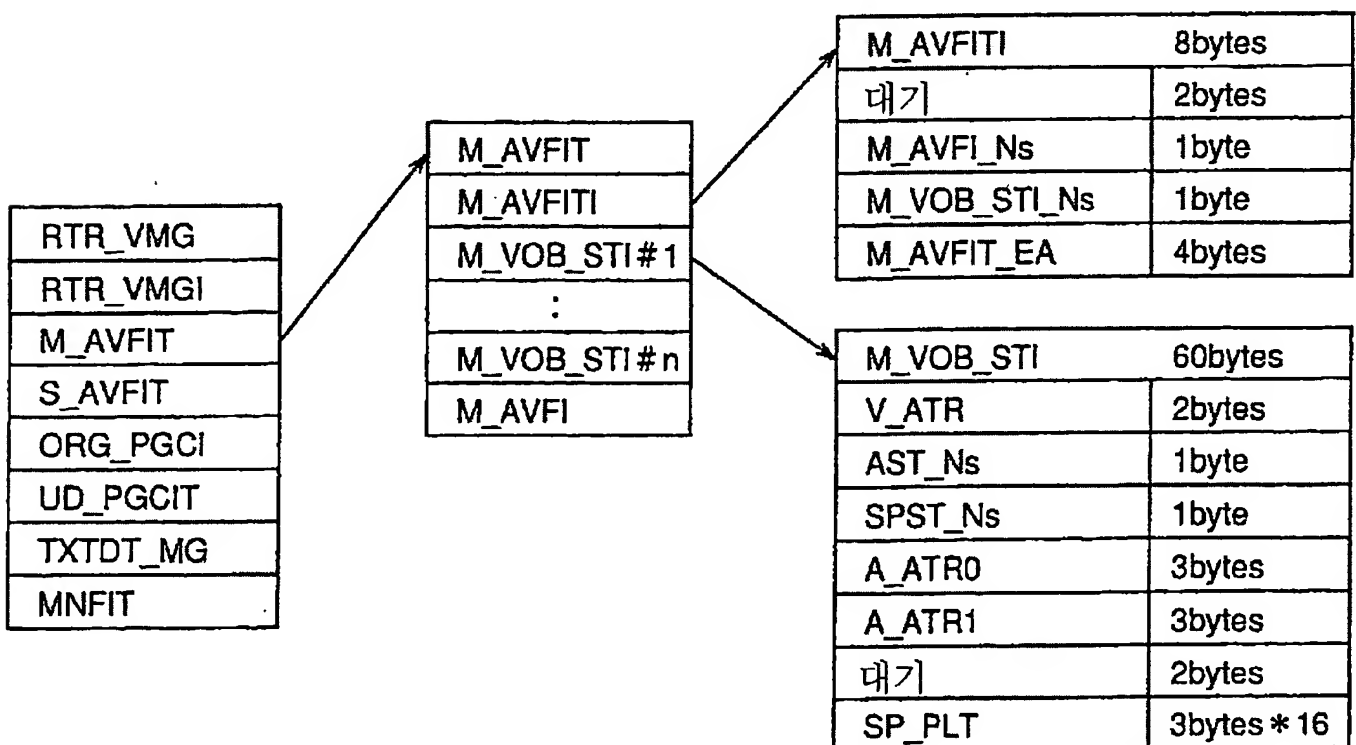 RTR_VMG
RTR_VMGI
M_AVFIT
S_AVFIT
ORG_PGCI
UD_PGCIT
TXTDT_MG
MNFIT
M_AVFIT
M_AVFITI
M_VOB_STI#1
:
M_VOB_STI#n
M_AVFI
M_AVFITI 8bytes
대기 2bytes
M_AVFI_Ns 1byte
M_VOB_STI_Ns 1byte
M_AVFIT_EA 4bytes
M_VOB_STI 60bytes
V_ATR 2bytes
AST_Ns 1byte
SPST_Ns 1byte
A_ATR0 3bytes
A_ATR1 3bytes
대기 2bytes
SP_PLT 3bytes*16